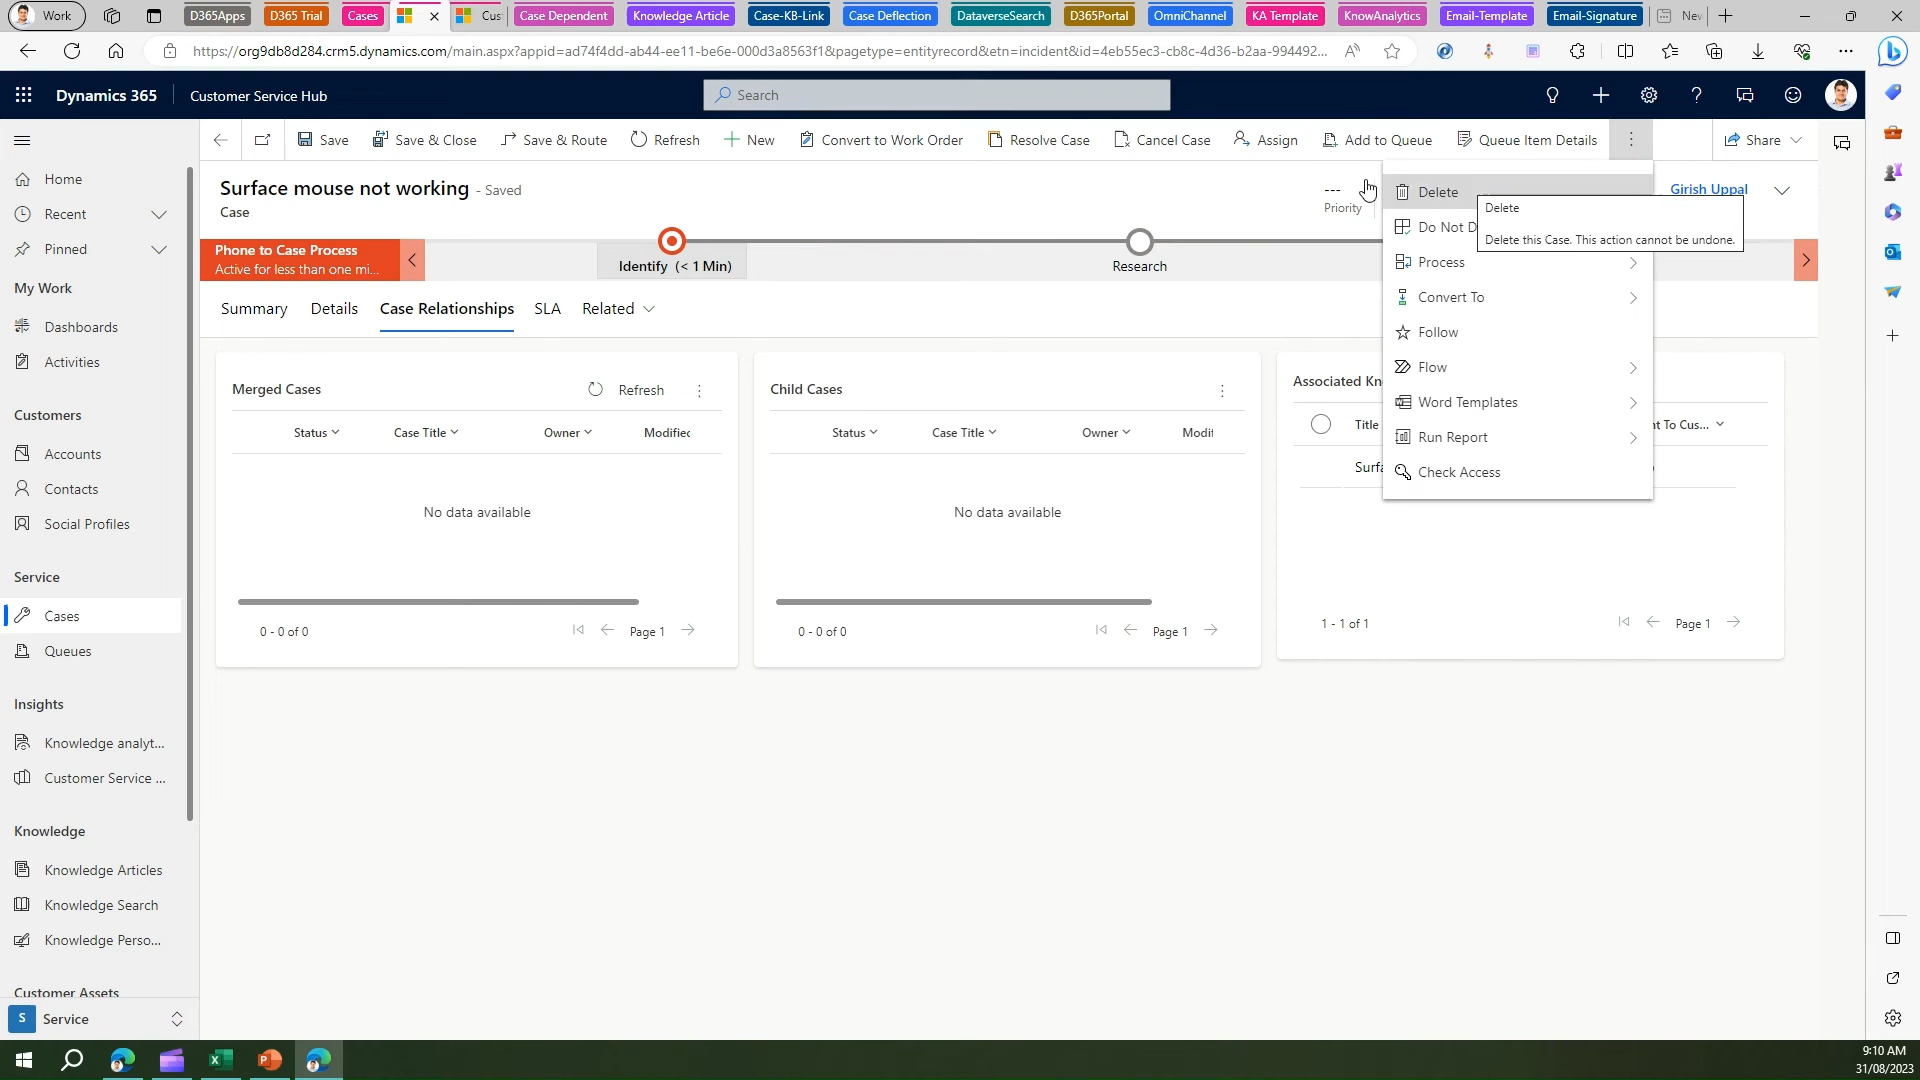 Work
D365Apps
D365 Trial
Cases
Cus
Case Dependent
Knowledge Article
Case-KB-Link
Case Deflection
DataverseSearch
D365Portal
OmniChannel
KA Template
KnowAnalytics
Email-Template
Email-Signature
Nev
https://org9db8d284.crm5.dynamics.com/main.aspx?appid=ad74f4dd-ab44-ee11-be6e-000d3a8563f1&pagetype=entityrecord&etn=incident&id=4eb55ec3-cb8c-4d36-b2aa-994492...
Dynamics 365
Customer Service Hub
Search
Save
Save & Close
Save & Route
Refresh
New
Convert to Work Order
Resolve Case
Cancel Case
Assign
Add to Queue
Queue Item Details
Share
Home
Recent
Pinned
My Work
Dashboards
Activities
Customers
Accounts
Contacts
Social Profiles
Service
Cases
Queues
Insights
Knowledge analyt...
Customer Service ...
Knowledge
Knowledge Articles
Knowledge Search
Knowledge Perso...
Customer Assets
S Service
Surface mouse not working - Saved
Case
---
Priority
Girish Uppal
Phone to Case Process
Active for less than one mi...
Identify (< 1 Min)
Research
Summary
Details
Case Relationships
SLA
Related
Delete
Do Not D
Process
Convert To
Follow
Flow
Word Templates
Run Report
Check Access
Delete
Delete this Case. This action cannot be undone.
Merged Cases
Refresh
Status
Case Title
Owner
Modified
No data available
0 - 0 of 0
Page 1
Child Cases
Status
Case Title
Owner
Modif
No data available
0 - 0 of 0
Page 1
Associated Kn
Title
nt To Cus...
Surfa
1 - 1 of 1
Page 1
9:10 AM
31/08/2023